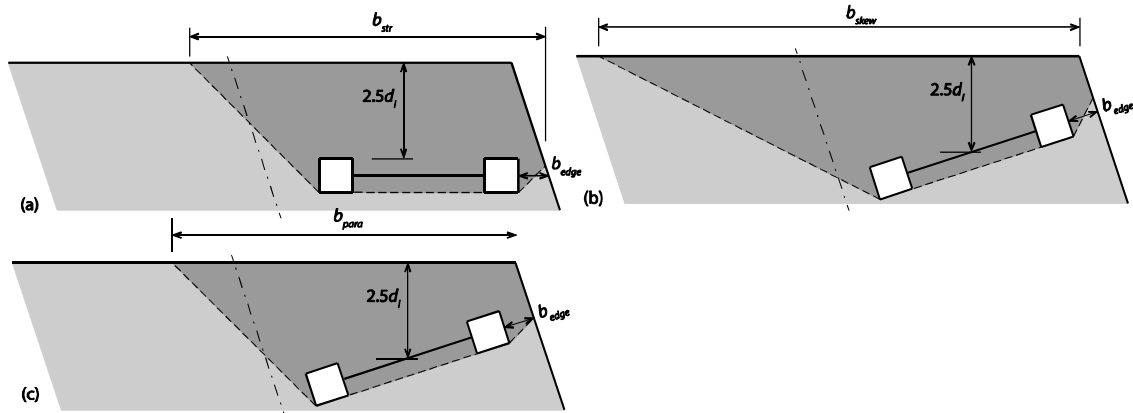 b_str
2.5d_l
b_edge
(a)
b_skew
2.5d_l
b_edge
(b)
b_para
2.5d_l
b_edge
(c)